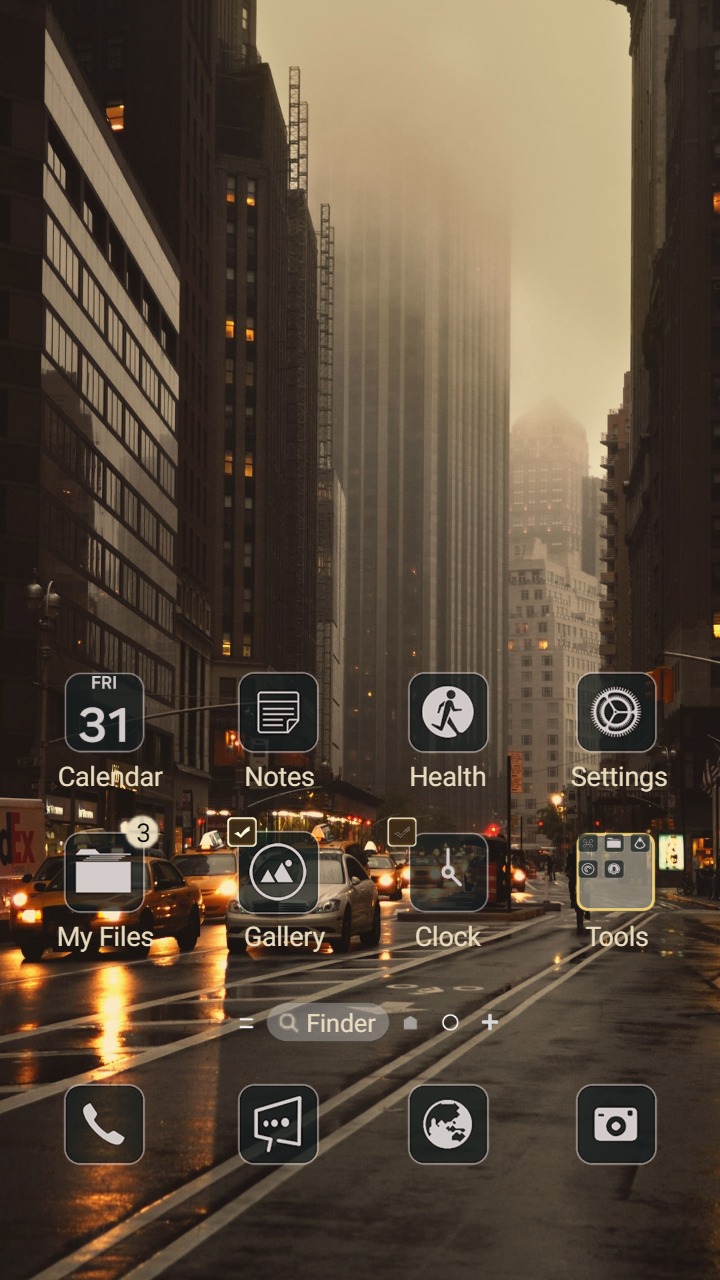 FRI
31
Calendar
Notes
Health
Settings
3
My Files
Gallery
Clock
Tools
Finder